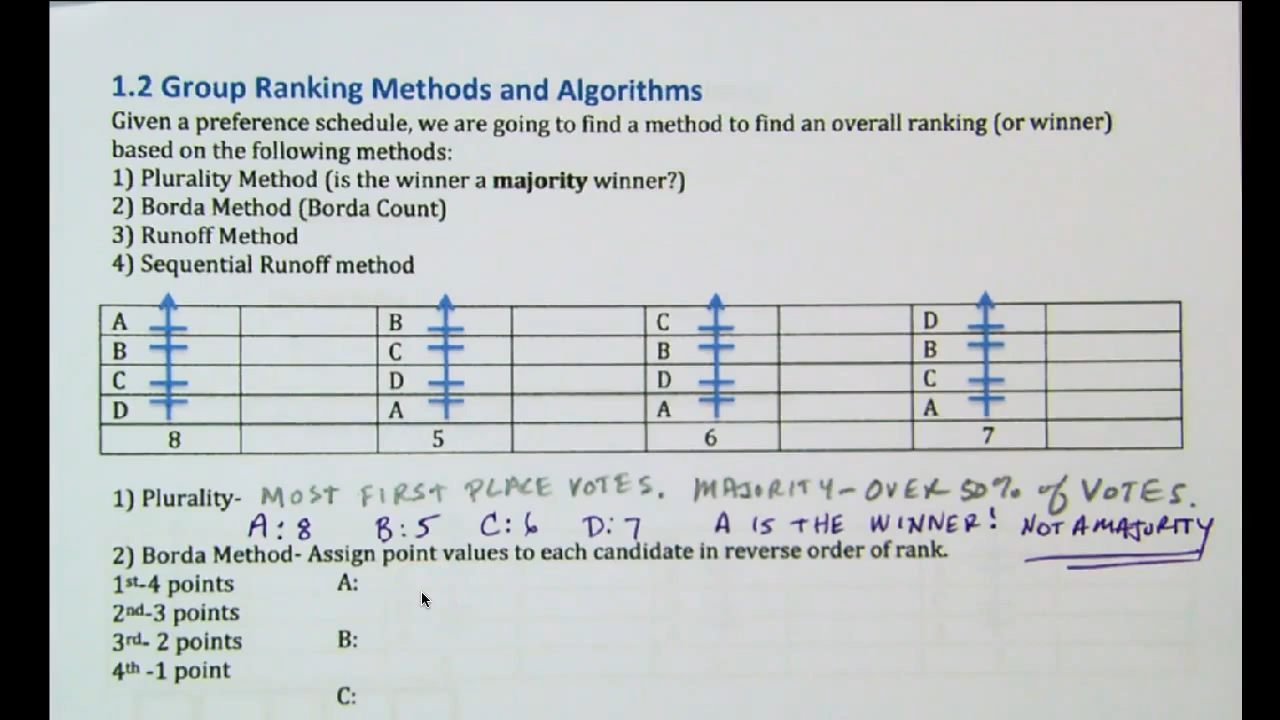 1.2 Group Ranking Methods and Algorithms
Given a preference schedule, we are going to find a method to find an overall ranking (or winner)
based on the following methods:
1) Plurality Method (is the winner a majority winner?)
2) Borda Method (Borda Count)
3) Runoff Method
4) Sequential Runoff method
A B C D
B C B B
C D D C
D A A A
8 5 6 7
1) Plurality- MOST FIRST PLACE VOTES. MAJORITY - OVER 50% of VOTES.
A: 8 B: 5 C: 6 D: 7 A IS THE WINNER! NOT A MAJORITY
2) Borda Method- Assign point values to each candidate in reverse order of rank.
1st-4 points A:
2nd-3 points
3rd- 2 points B:
4th -1 point
C: